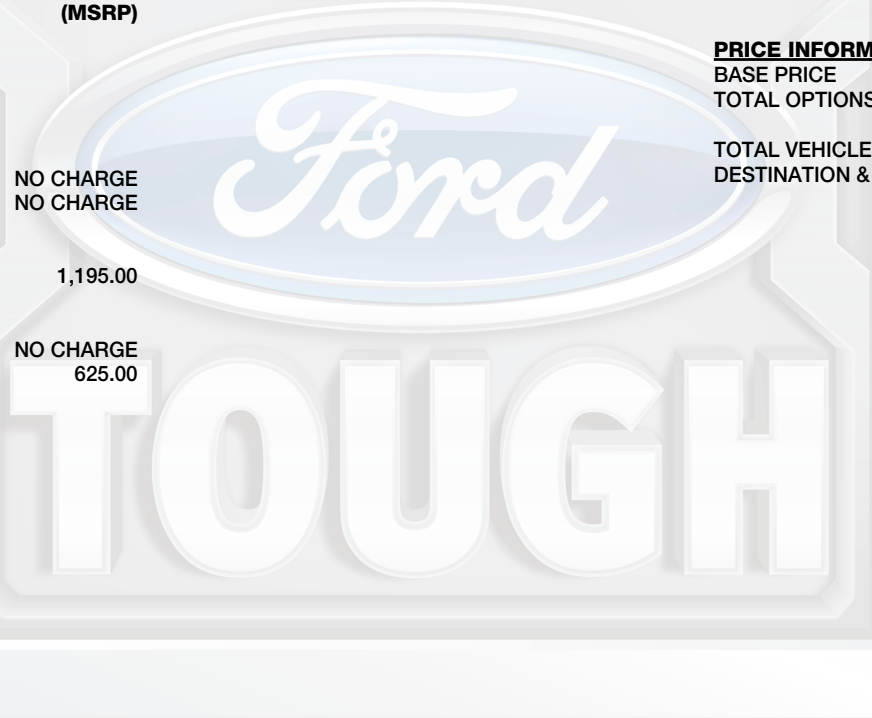 (MSRP)
PRICE INFORM
BASE PRICE
TOTAL OPTIONS
TOTAL VEHICLE
DESTINATION &
NO CHARGE
NO CHARGE
1,195.00
NO CHARGE
625.00
Ford
TOUGH